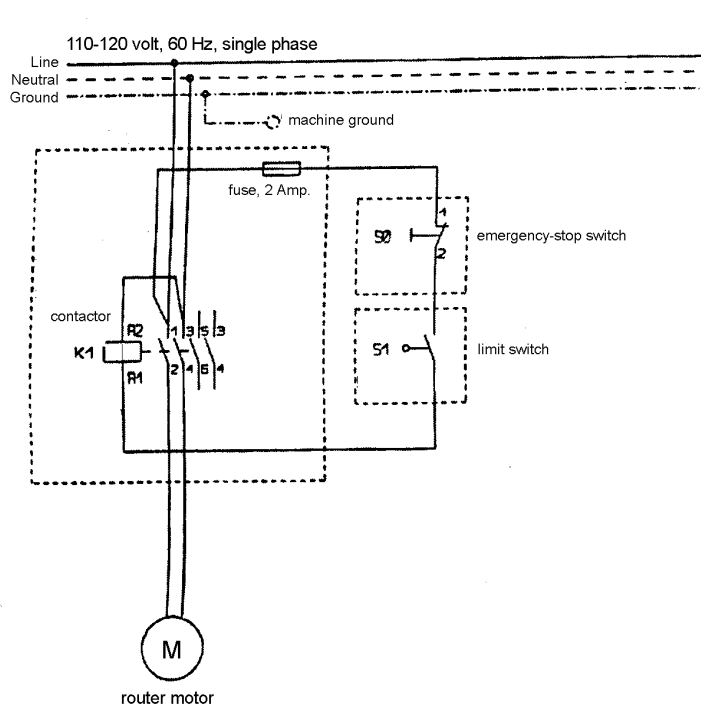 110-120 volt, 60 Hz, single phase
Line
Neutral
Ground
machine ground
fuse, 2 Amp.
1
S0
emergency-stop switch
2
contactor
A2
1 3 5 3
S1
limit switch
K1
A1
2 4 6 4
M
router motor